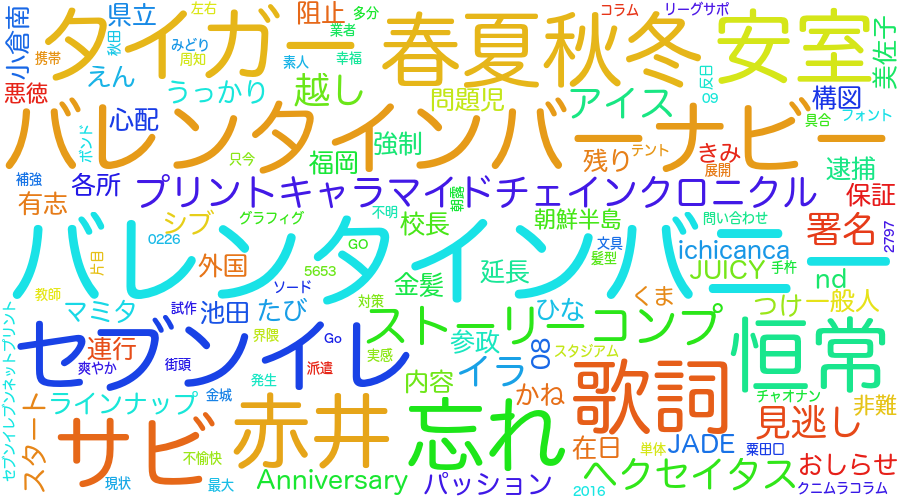 小倉南
タイガー
春夏秋冬
安室
美佐子
県立
左右
阻止
多分
業者
コラム
リーグサポ
秋田
みどり
周知
携帯
えん
素人
幸福
悪徳
うっかり
越し
問題児
アイス
反日
09
構図
フォント
具合
心配
ボンド
バレンタインバーナビー
強制
只今
福岡
残り
テント
きみ
展開
逮捕
補強
各所
プリントキャラマイドチェインクロニクル
保証
有志
シブ
グラフィグ
不明
校長
朝鮮半島
問い合わせ
署名
2797
0226
バレンタインバニー
GO
文具
髪型
ichicanca
片目
外国
5653
金髪
延長
JUICY
手杵
nd
教師
ソード
くま
つけ
一般人
マミタ
試作
池田
たび
対策
ひな
セブンイレブンネットプリント
セブンイレ
界隈
Go
ストーリーコンプ
参政
08
恒常
連行
実感
スタジアム
爽やか
街頭
派遣
イラ
歌詞
発生
内容
かね
チャオナン
非難
ラインナップ
金城
赤井
忘れ
見逃し
スタート
サビ
在日
単体
JADE
粟田口
不愉快
現状
最大
Anniversary
パッション
ヘクセイタス
おしらせ
2016
クニムラコラム